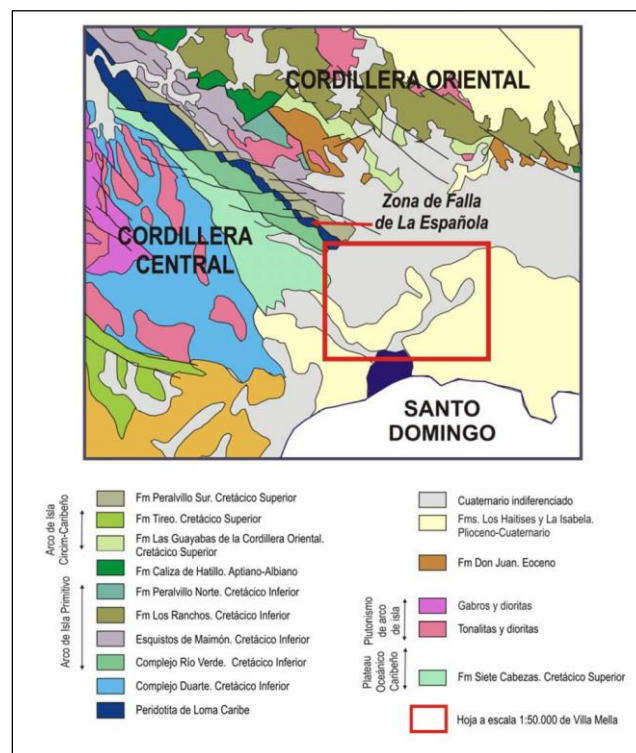 CORDILLERA ORIENTAL
Zona de Falla
de La Española
CORDILLERA
CENTRAL
SANTO
DOMINGO
Arco de Isla
Circim-Caribeño
Fm Peralvillo Sur. Cretácico Superior
Fm Tireo. Cretácico Superior
Fm Las Guayabas de la Cordillera Oriental.
Cretácico Superior
Fm Caliza de Hatillo. Aptiano-Albiano
Arco de Isla Primitivo
Fm Peralvillo Norte. Cretácico Inferior
Fm Los Ranchos. Cretácico Inferior
Esquistos de Maimón. Cretácico Inferior
Complejo Río Verde. Cretácico Inferior
Complejo Duarte. Cretácico Inferior
Peridotita de Loma Caribe
Cuaternario indiferenciado
Fms. Los Haitises y La Isabela.
Plioceno-Cuaternario
Fm Don Juan. Eoceno
Plutonismo
de arco
de isla
Gabros y dioritas
Tonalitas y dioritas
Plateau
Oceánico
Caribeño
Fm Siete Cabezas. Cretácico Superior
Hoja a escala 1:50.000 de Villa Mella